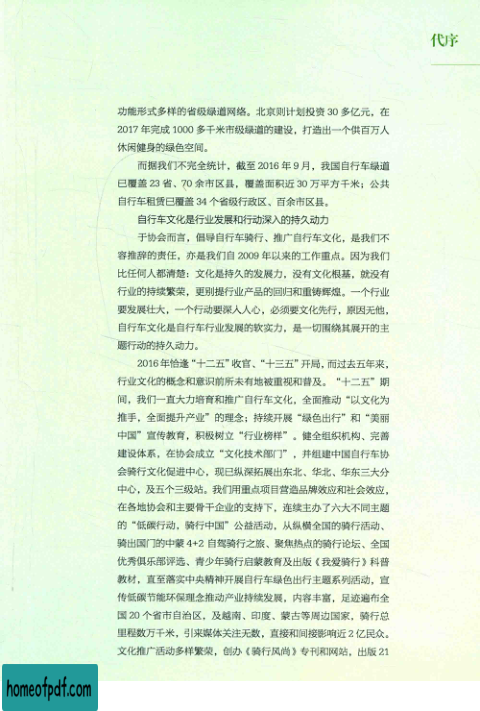 代序
功能形式多样的省级绿道网络。北京则计划投资 30 多亿元，在
2017 年完成 1000 多千米市级绿道的建设，打造出一个供百万人
休闲健身的绿色空间。
而据我们不完全统计，截至 2016 年 9 月，我国自行车绿道
已覆盖 23 省、70 余市区县，覆盖面积近 30 万平方千米；公共
自行车租赁已覆盖 34 个省级行政区、百余市区县。
自行车文化是行业发展和行动深入的持久动力
于协会而言，倡导自行车骑行、推广自行车文化，是我们不
容推辞的责任，亦是我们自 2009 年以来的工作重点。因为我们
比任何人都清楚：文化是持久的发展力，没有文化根基，就没有
行业的持续繁荣，更别提行业产品的回归和重铸辉煌。一个行业
要发展壮大，一个行动要深入人心，必须要文化先行，原因无他，
自行车文化是自行车行业发展的软实力，是一切围绕其展开的主
题行动的持久动力。
2016 年恰逢“十二五”收官、“十三五”开局，而过去五年来，
行业文化的概念和意识前所未有地被重视和普及。“十二五”期
间，我们一直大力培育和推广自行车文化，全面推动“以文化为
推手，全面提升产业”的理念；持续开展“绿色出行”和“美丽
中国”宣传教育，积极树立“行业榜样”。健全组织机构、完善
建设体系，在协会成立“文化技术部门”，并组建中国自行车协
会骑行文化促进中心，现已纵深拓展出东北、华北、华东三大分
中心，及五个三级站。我们用重点项目营造品牌效应和社会效应，
在各地协会和主要骨干企业的支持下，连续主办了六大不同主题
的“低碳行动，骑行中国”公益活动，从纵横全国的骑行活动、
骑出国门的中蒙 4+2 自驾骑行之旅、聚焦热点的骑行论坛、全国
优秀俱乐部评选、青少年骑行启蒙教育及出版《我爱骑行》科普
教材，直至落实中央精神开展自行车绿色出行主题系列活动，宣
传低碳节能环保理念推动产业持续发展，内容丰富，足迹遍布全
国 20 个省市自治区，及越南、印度、蒙古等周边国家，骑行总
里程数万千米，引来媒体关注无数，直接和间接影响近 2 亿民众。
文化推广活动多样繁荣，创办《骑行风尚》专刊和网站，出版 21
homeofpdf.com